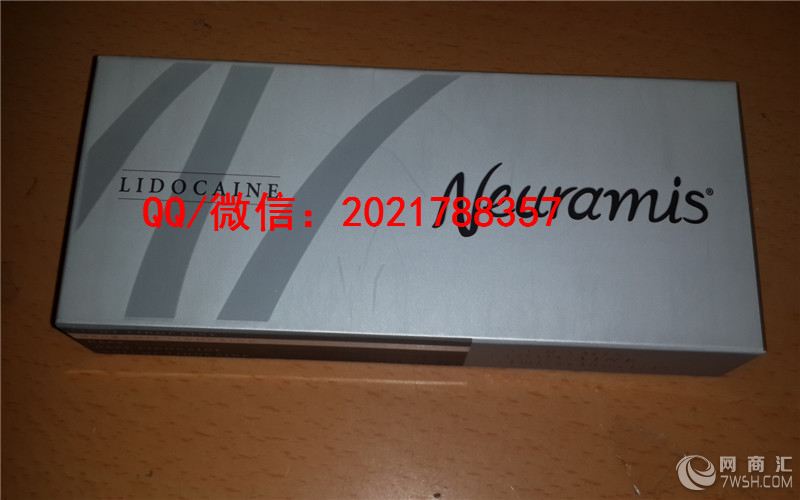 LIDOCAINE
Neuramis®
QQ/微信：2021788357
网商汇
7WSH.COM